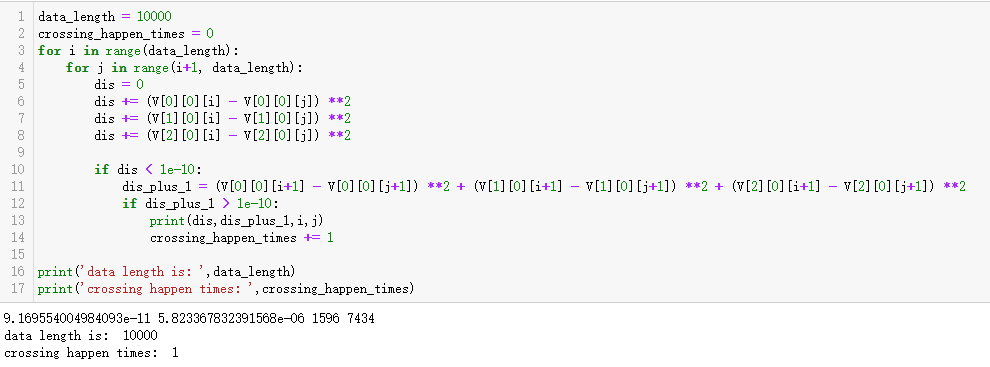 1 data_length = 10000
2 crossing_happen_times = 0
3 for i in range(data_length):
4     for j in range(i+1, data_length):
5         dis = 0
6         dis += (V[0][0][i] - V[0][0][j]) **2
7         dis += (V[1][0][i] - V[1][0][j]) **2
8         dis += (V[2][0][i] - V[2][0][j]) **2
9
10         if dis < 1e-10:
11             dis_plus_1 = (V[0][0][i+1] - V[0][0][j+1]) **2 + (V[1][0][i+1] - V[1][0][j+1]) **2 + (V[2][0][i+1] - V[2][0][j+1]) **2
12             if dis_plus_1 > 1e-10:
13                 print(dis,dis_plus_1,i,j)
14                 crossing_happen_times += 1
15
16 print('data length is: ',data_length)
17 print('crossing happen times: ',crossing_happen_times)
9.169554004984093e-11 5.823367832391568e-06 1596 7434
data length is:  10000
crossing happen times:  1